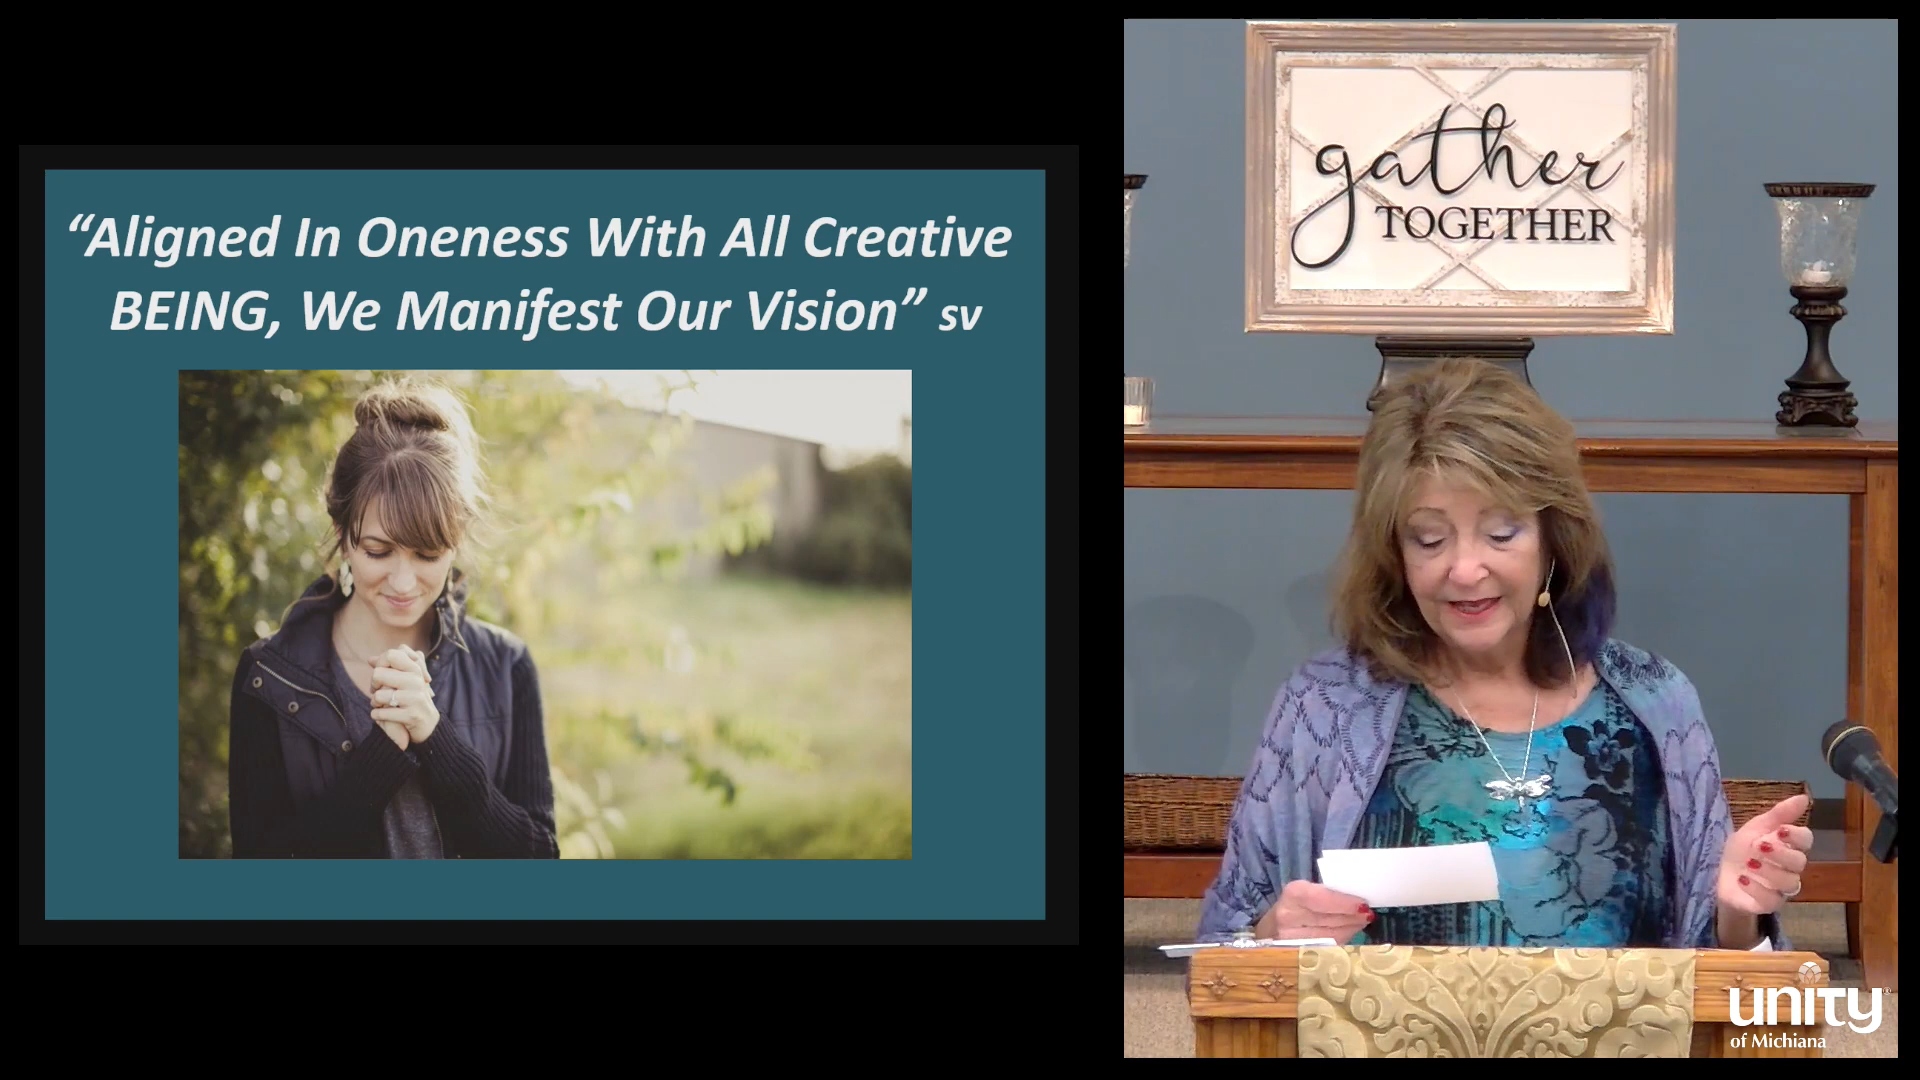 “Aligned In Oneness With All Creative
BEING, We Manifest Our Vision” sv
gather
TOGETHER
unity
of Michiana